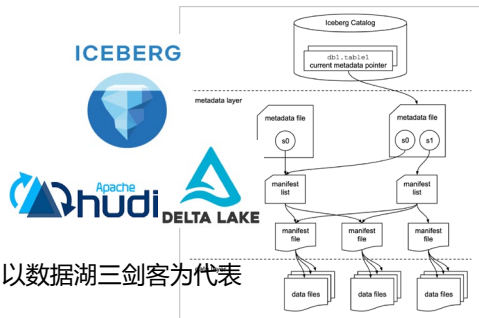 Iceberg Catalog
db1.table1
current metadata pointer
ICEBERG
metadata layer
metadata file
metadata file
s0
s0
s1
Apache
hudi
DELTA LAKE
manifest
list
manifest
list
manifest
file
manifest
file
manifest
file
以数据湖三剑客为代表
data files
data files
data files